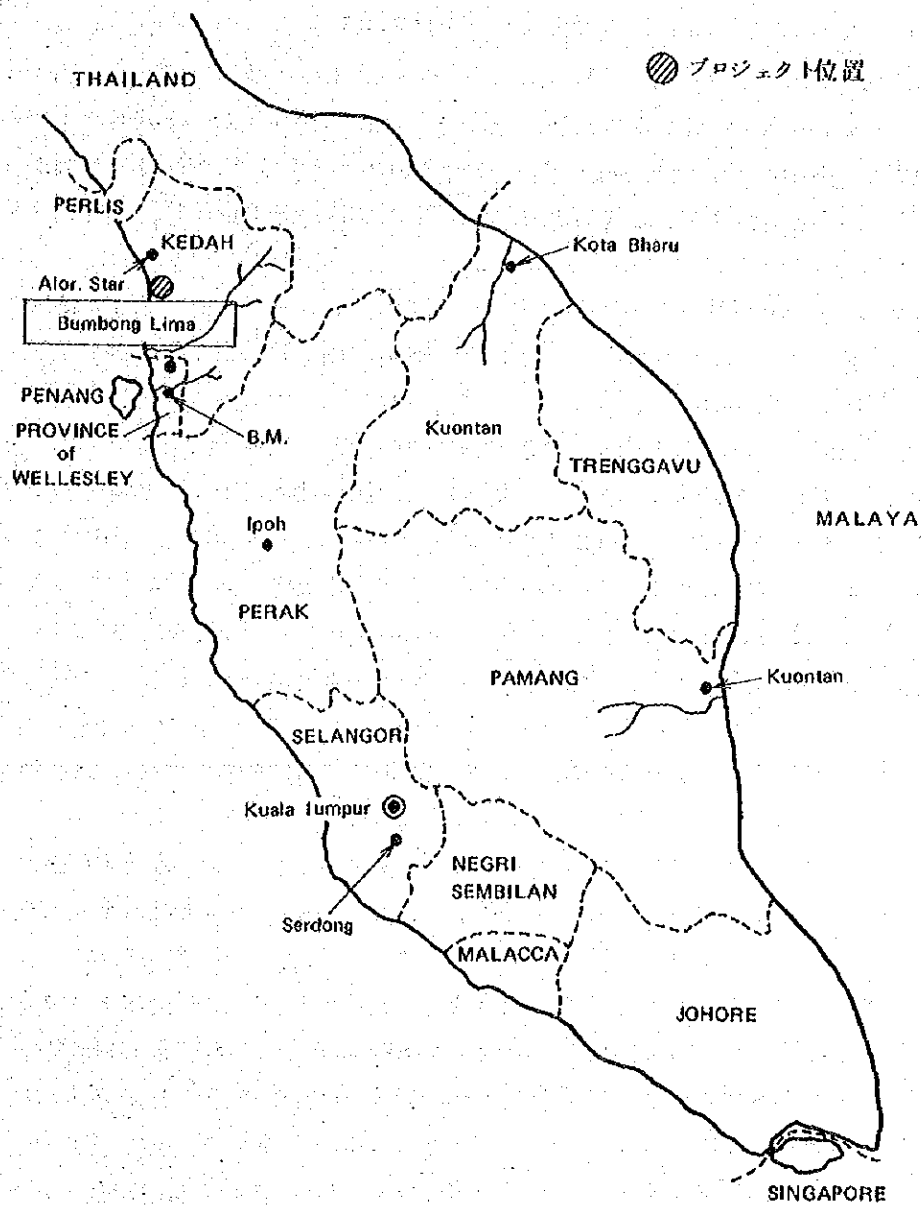 プロジェクト位置
THAILAND
PERLIS
KEDAH
Kota Bharu
Alor. Star
Bumbong Lima
PENANG
B.M.
PROVINCE
of
WELLESLEY
Kuontan
TRENGGAVU
MALAYA
Ipoh
PERAK
PAMANG
Kuontan
SELANGOR
Kuala Lumpur
NEGRI
SEMBILAN
Serdong
MALACCA
JOHORE
SINGAPORE